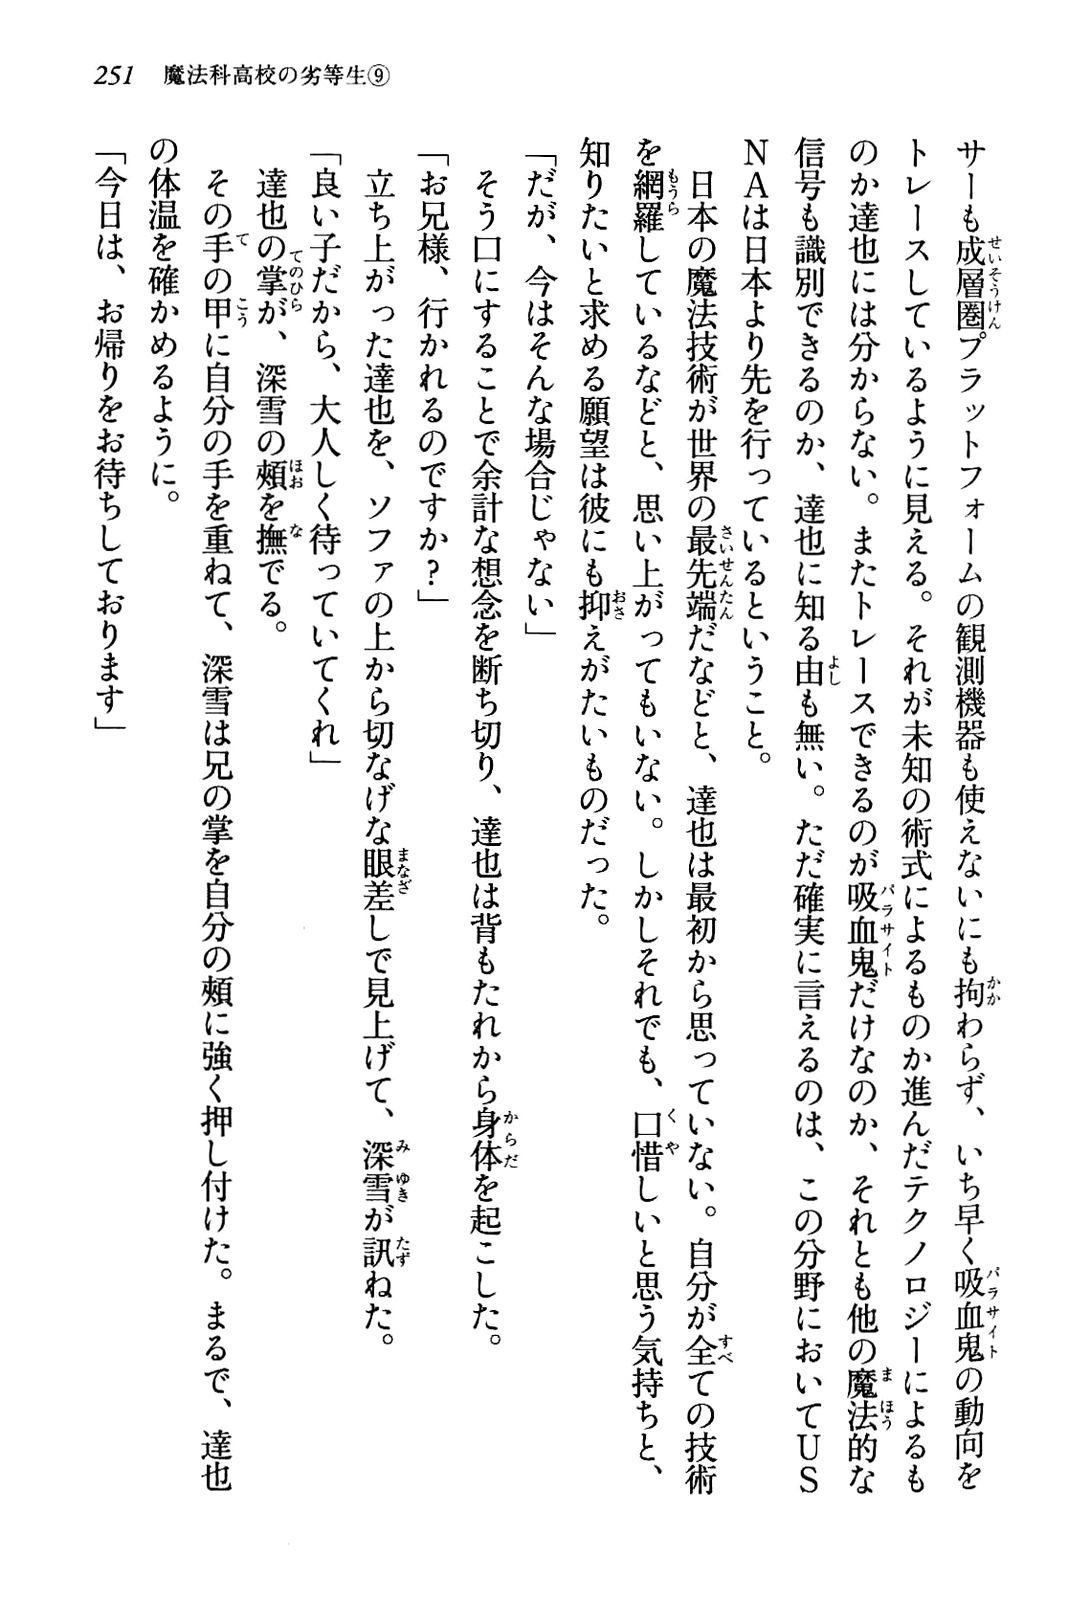 251 魔法科高校の劣等生⑨
サーも成層圏プラットフォームの観測機器も使えないにも拘わらず、いち早く吸血鬼の動向を
トレースしているように見える。それが未知の術式によるものか進んだテクノロジーによるも
のか達也には分からない。またトレースできるのが吸血鬼だけなのか、それとも他の魔法的な
信号も識別できるのか、達也に知る由も無い。ただ確実に言えるのは、この分野においてＵＳ
ＮＡは日本より先を行っているということ。
日本の魔法技術が世界の最先端だなどと、達也は最初から思っていない。自分が全ての技術
を網羅しているなどと、思い上がってもいない。しかしそれでも、口惜しいと思う気持ちと、
知りたいと求める願望は彼にも抑えがたいものだった。
「だが、今はそんな場合じゃない」
そう口にすることで余計な想念を断ち切り、達也は背もたれから身体を起こした。
「お兄様、行かれるのですか？」
立ち上がった達也を、ソファの上から切なげな眼差しで見上げて、深雪が訊ねた。
「良い子だから、大人しく待っていてくれ」
達也の掌が、深雪の頰を撫でる。
その手の甲に自分の手を重ねて、深雪は兄の掌を自分の頰に強く押し付けた。まるで、達也
の体温を確かめるように。
「今日は、お帰りをお待ちしております」